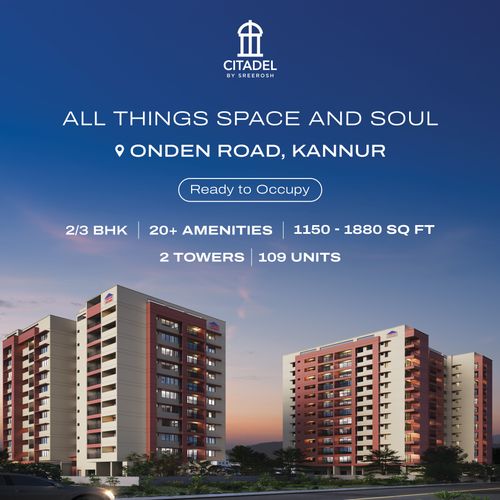 CITADEL
BY SREEROSH
ALL THINGS SPACE AND SOUL
ONDEN ROAD, KANNUR
Ready to Occupy
2/3 BHK | 20+ AMENITIES | 1150 - 1880 SQ FT
2 TOWERS | 109 UNITS